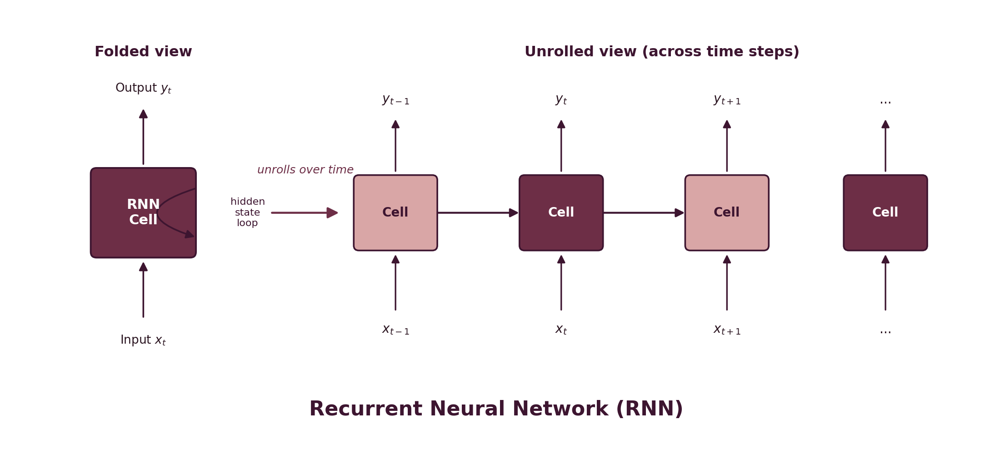 Folded view
Unrolled view (across time steps)
Output y_t
y_{t-1}
y_t
y_{t+1}
...
unrolls over time
RNN
Cell
hidden
state
loop
Cell
Cell
Cell
Cell
Input x_t
x_{t-1}
x_t
x_{t+1}
...
Recurrent Neural Network (RNN)